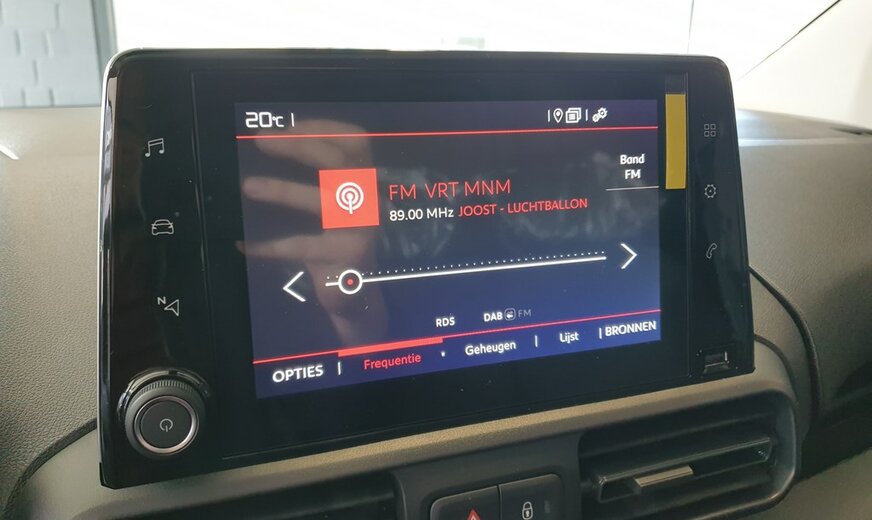 20°C
Band
FM
FM VRT MNM
89.00 MHz JOOST - LUCHTBALLON
N
RDS
DAB FM
OPTIES
Frequentie
Geheugen
Lijst
BRONNEN